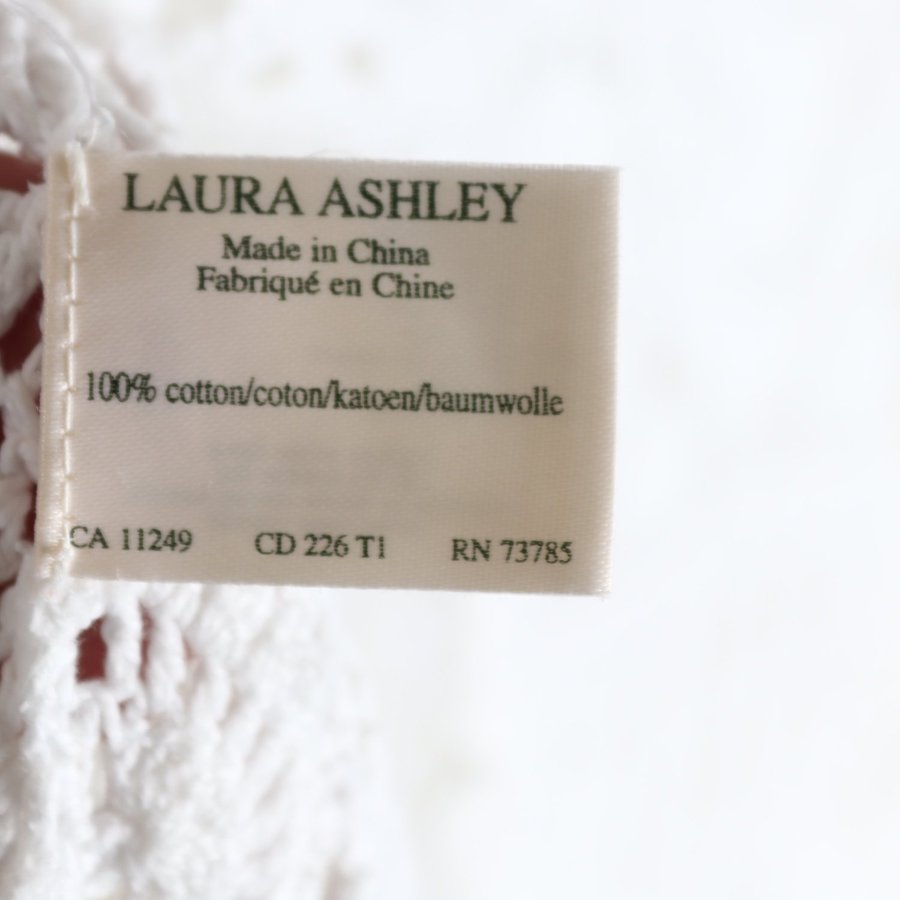 LAURA ASHLEY
Made in China
Fabriqué en Chine
100% cotton/coton/katoen/baumwolle
CA 11249 CD 226 T1 RN 73785